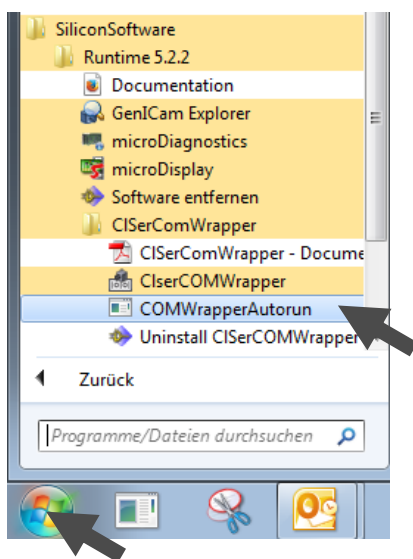 SiliconSoftware
Runtime 5.2.2
Documentation
GenICam Explorer
microDiagnostics
microDisplay
Software entfernen
ClSerComWrapper
ClSerComWrapper - Docume
ClserCOMWrapper
COMWrapperAutorun
Uninstall ClSerCOMWrapper
Zurück
Programme/Dateien durchsuchen